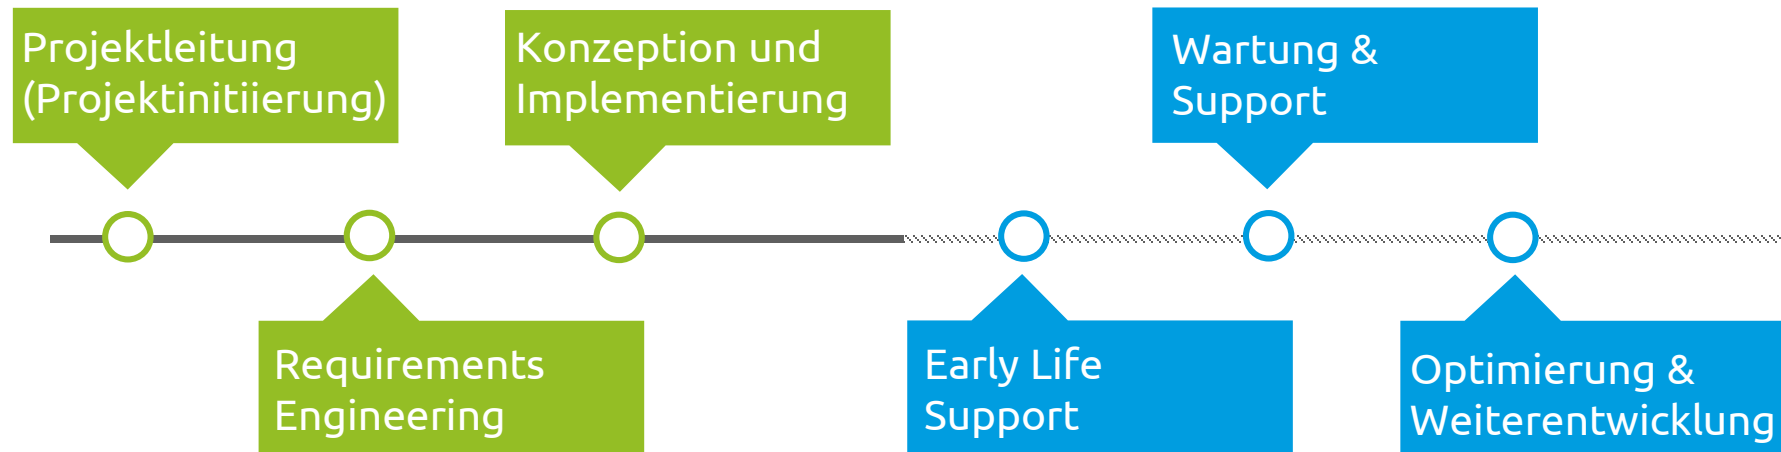 Projektleitung
(Projektinitiierung)
Konzeption und
Implementierung
Wartung &
Support
Requirements
Engineering
Early Life
Support
Optimierung &
Weiterentwicklung